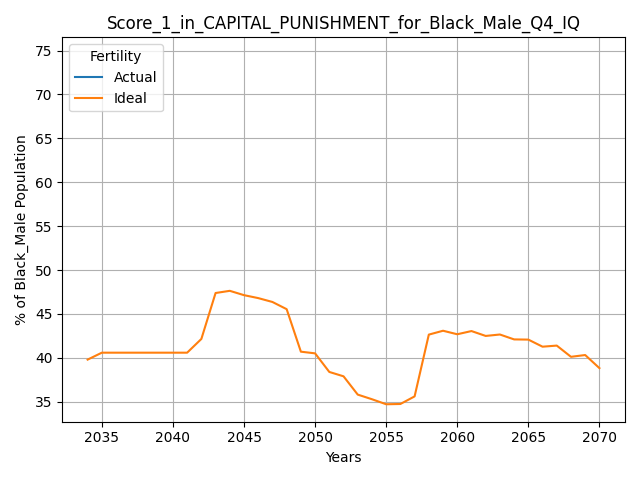 Score_1_in_CAPITAL_PUNISHMENT_for_Black_Male_Q4_IQ
Fertility
Actual
Ideal
% of Black_Male Population
75
70
65
60
55
50
45
40
35
2035 2040 2045 2050 2055 2060 2065 2070
Years